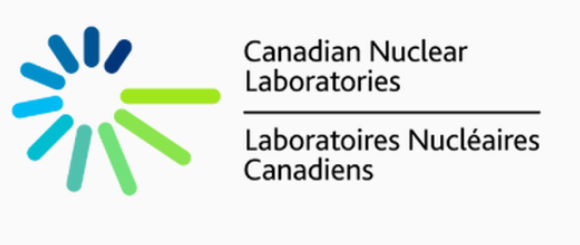 Canadian Nuclear
Laboratories
Laboratoires Nucléaires
Canadiens